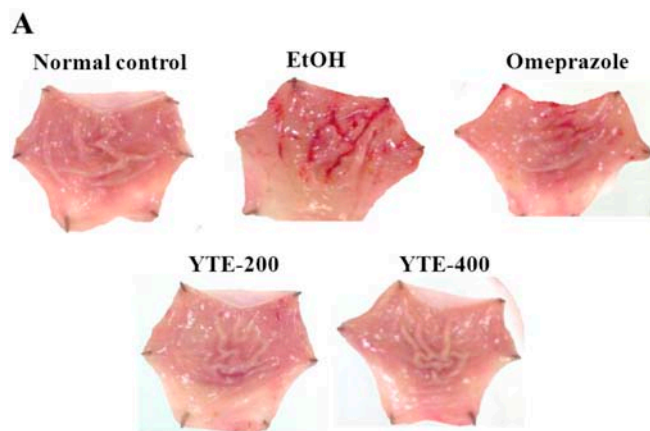 A
Normal control
EtOH
Omeprazole
YTE-200
YTE-400